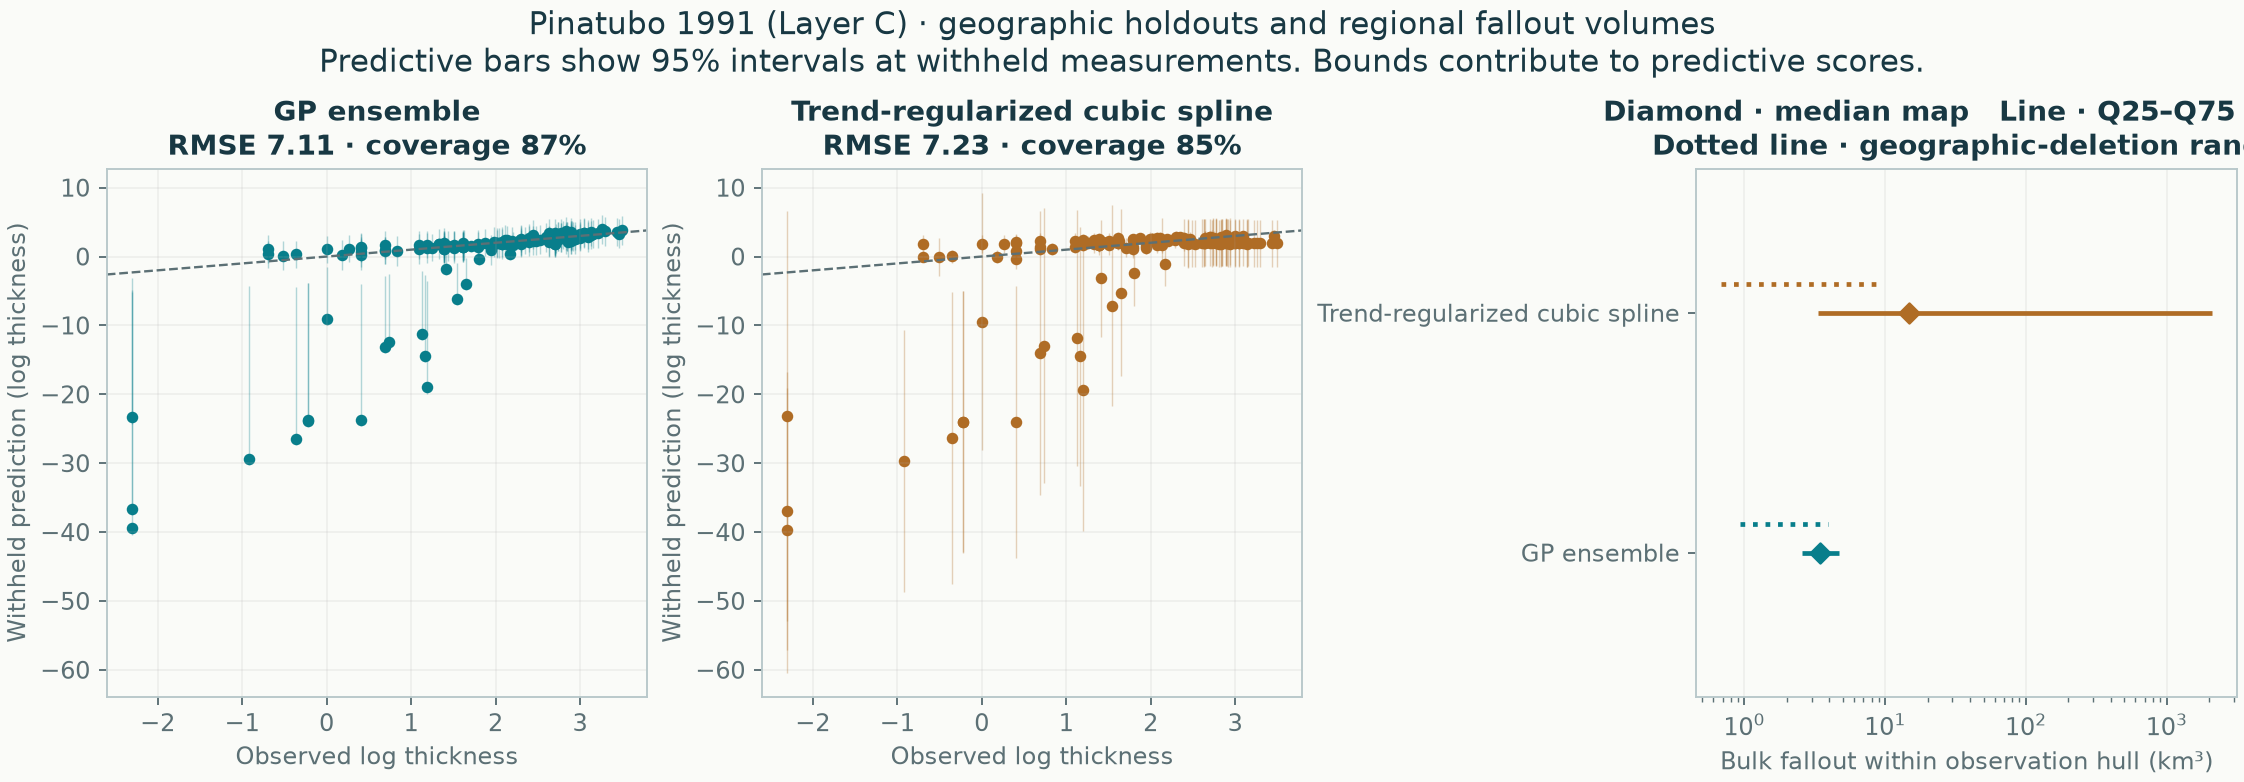 Pinatubo 1991 (Layer C) · geographic holdouts and regional fallout volumes
Predictive bars show 95% intervals at withheld measurements. Bounds contribute to predictive scores.
GP ensemble
RMSE 7.11 · coverage 87%
Withheld prediction (log thickness)
10
0
−10
−20
−30
−40
−50
−60
−2
−1
0
1
2
3
Observed log thickness
Trend-regularized cubic spline
RMSE 7.23 · coverage 85%
Withheld prediction (log thickness)
10
0
−10
−20
−30
−40
−50
−60
−2
−1
0
1
2
3
Observed log thickness
Diamond · median map   Line · Q25–Q75
Dotted line · geographic-deletion
Trend-regularized cubic spline
GP ensemble
10⁰
10¹
10²
10³
Bulk fallout within observation hull (km³)